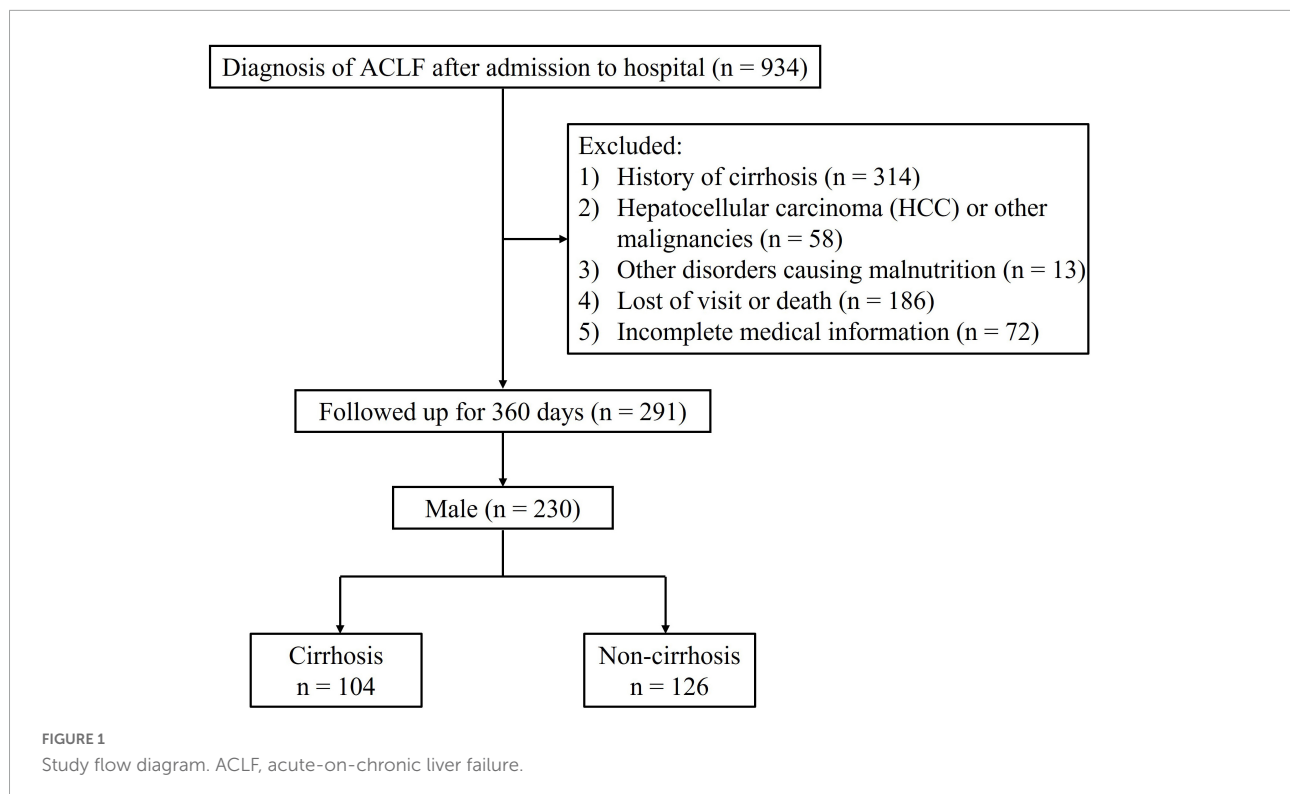 Diagnosis of ACLF after admission to hospital (n = 934)
Excluded:
1) History of cirrhosis (n = 314)
2) Hepatocellular carcinoma (HCC) or other
malignancies (n = 58)
3) Other disorders causing malnutrition (n = 13)
4) Lost of visit or death (n = 186)
5) Incomplete medical information (n = 72)
Followed up for 360 days (n = 291)
Male (n = 230)
Cirrhosis
n = 104
Non-cirrhosis
n = 126
FIGURE 1
Study flow diagram. ACLF, acute-on-chronic liver failure.